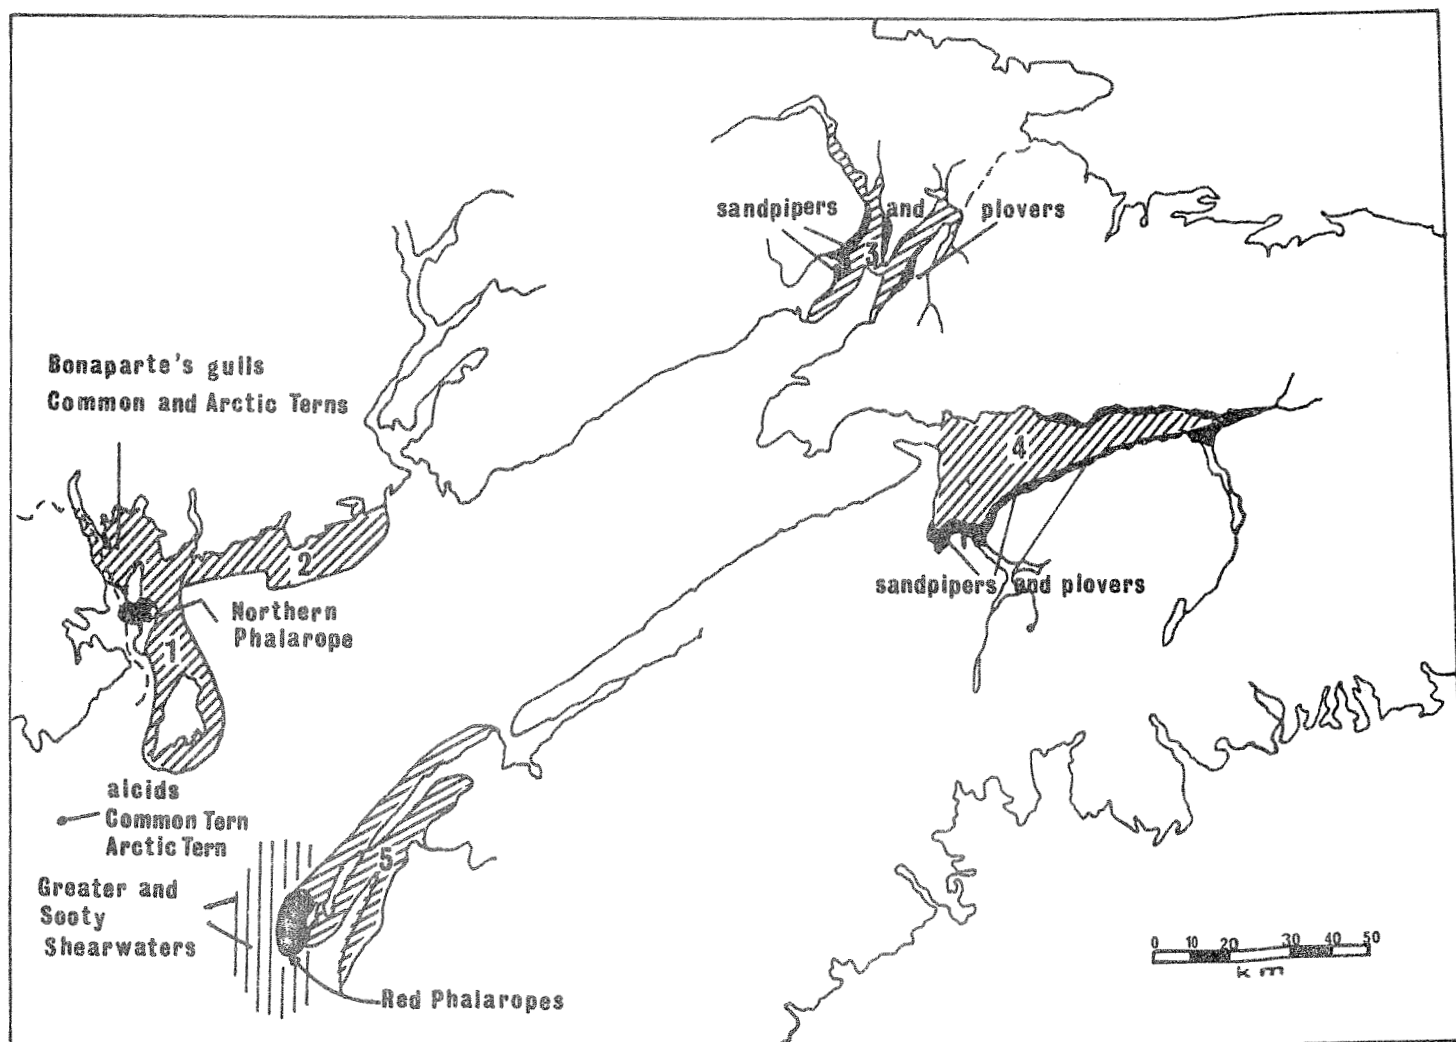 sandpipers and plovers
3
Bonaparte's gulls
Common and Arctic Terns
4
2
sandpipers and plovers
Northern
Phalarope
1
alcids
Common Tern
Arctic Tern
5
Greater and
Sooty
Shearwaters
0 10 20 30 40 50
km
Red Phalaropes